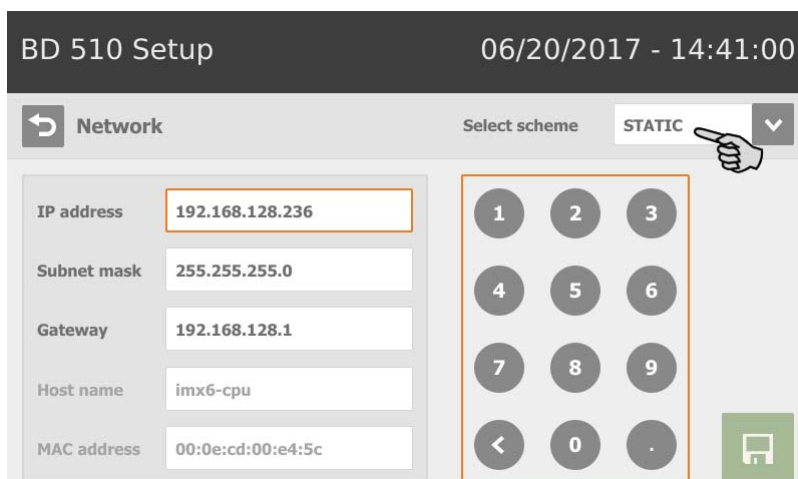 BD 510 Setup 06/20/2017 - 14:41:00
Network Select scheme STATIC
IP address 192.168.128.236
Subnet mask 255.255.255.0
Gateway 192.168.128.1
Host name imx6-cpu
MAC address 00:0e:cd:00:e4:5c
1 2 3
4 5 6
7 8 9
< 0 .